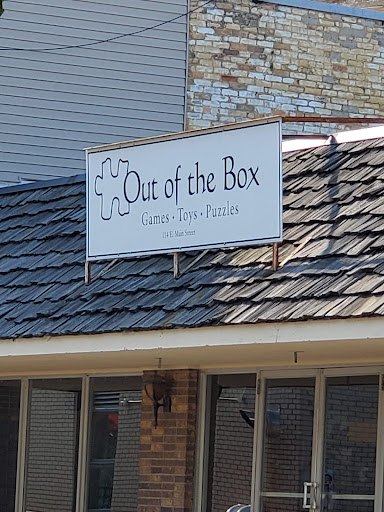 Out of the Box
Games • Toys • Puzzles
114 E. Main Street